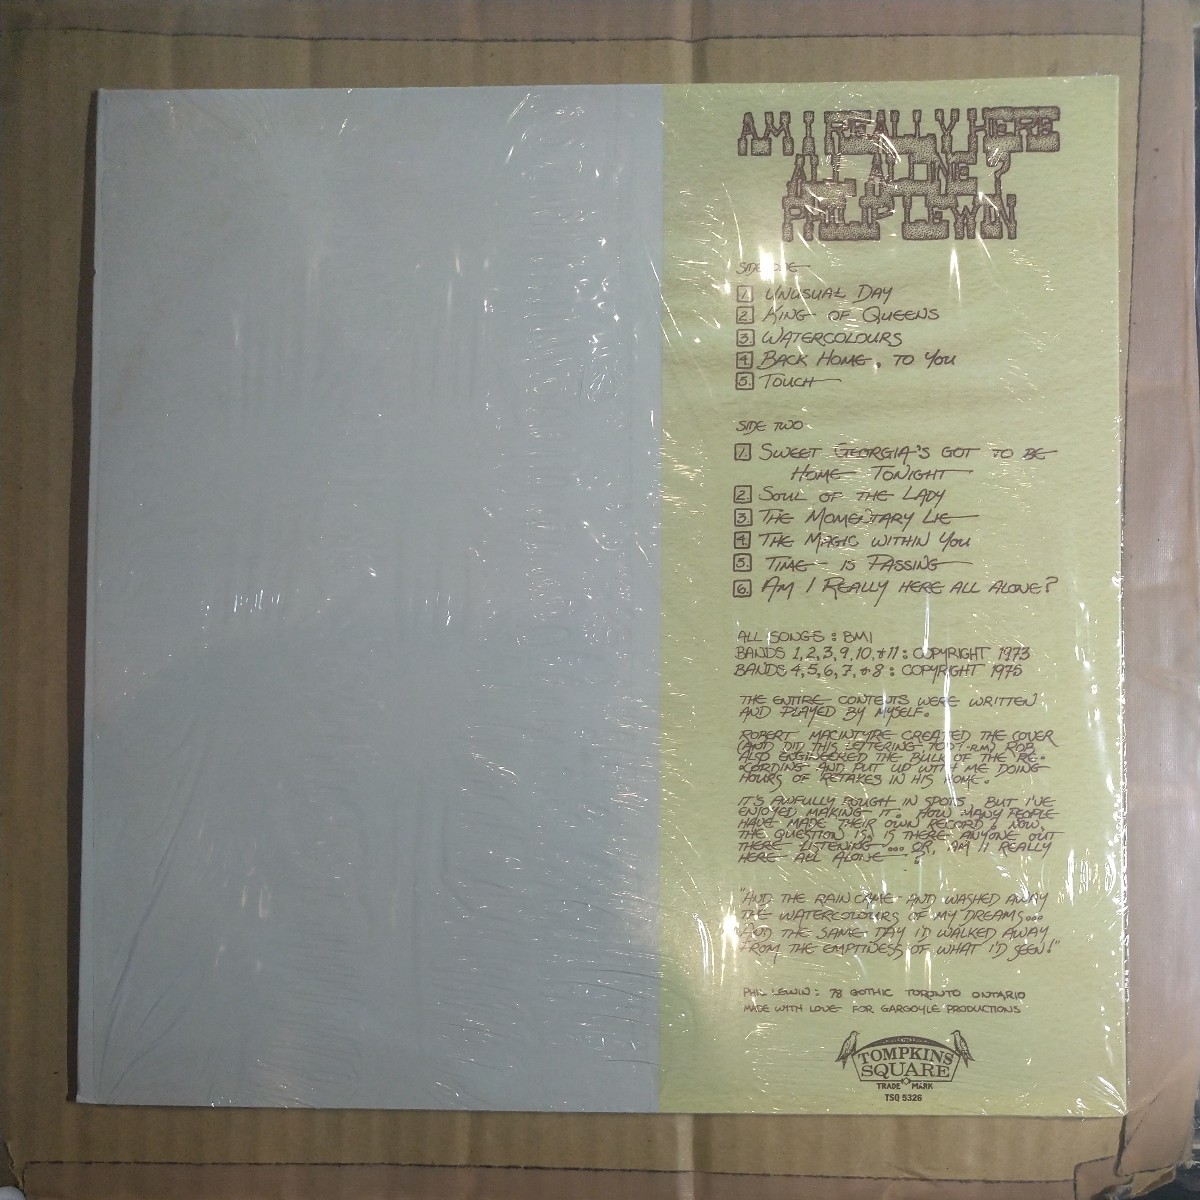 AM I REALLY HERE
ALL ALONE?
PHILIP LEWIN
SIDE ONE
1. UNUSUAL DAY
2. KING OF QUEENS
3. WATERCOLOURS
4. BACK HOME, TO YOU
5. TOUCH
SIDE TWO
1. SWEET GEORGIA'S GOT TO BE
HOME TONIGHT
2. SOUL OF THE LADY
3. THE MOMENTARY LIE
4. THE MAGIC WITHIN YOU
5. TIME IS PASSING
6. AM I REALLY HERE ALL ALONE?
ALL SONGS: BMI
BANDS 1,2,3,9,10,+11: COPYRIGHT 1973
BANDS 4,5,6,7,+8: COPYRIGHT 1975
THE ENTIRE CONTENTS WERE WRITTEN
AND PLAYED BY MYSELF.
ROBERT MACINTYRE CREATED THE COVER
(AND DID THIS LETTERING, TOO? -R.M.) ROB
ALSO ENGINEERED THE BULK OF THE RE-
CORDING AND PUT UP WITH ME DOING
HOURS OF RETAKES IN HIS HOME.
IT'S AWFULLY ROUGH IN SPOTS, BUT I'VE
ENJOYED MAKING IT. HOW MANY PEOPLE
HAVE MADE THEIR OWN RECORD? NOW,
THE QUESTION IS, IS THERE ANYONE OUT
THERE LISTENING... OR, AM I REALLY
HERE ALL ALONE?
"AND THE RAIN CAME AND WASHED AWAY
THE WATERCOLOURS OF MY DREAMS...
AND THE SAME DAY I'D WALKED AWAY
FROM THE EMPTINESS OF WHAT I'D SEEN!"
PHIL LEWIN: 78 GOTHIC TORONTO ONTARIO
MADE WITH LOVE FOR GARGOYLE PRODUCTIONS
TOMPKINS
SQUARE
TRADE MARK
TSQ 5326